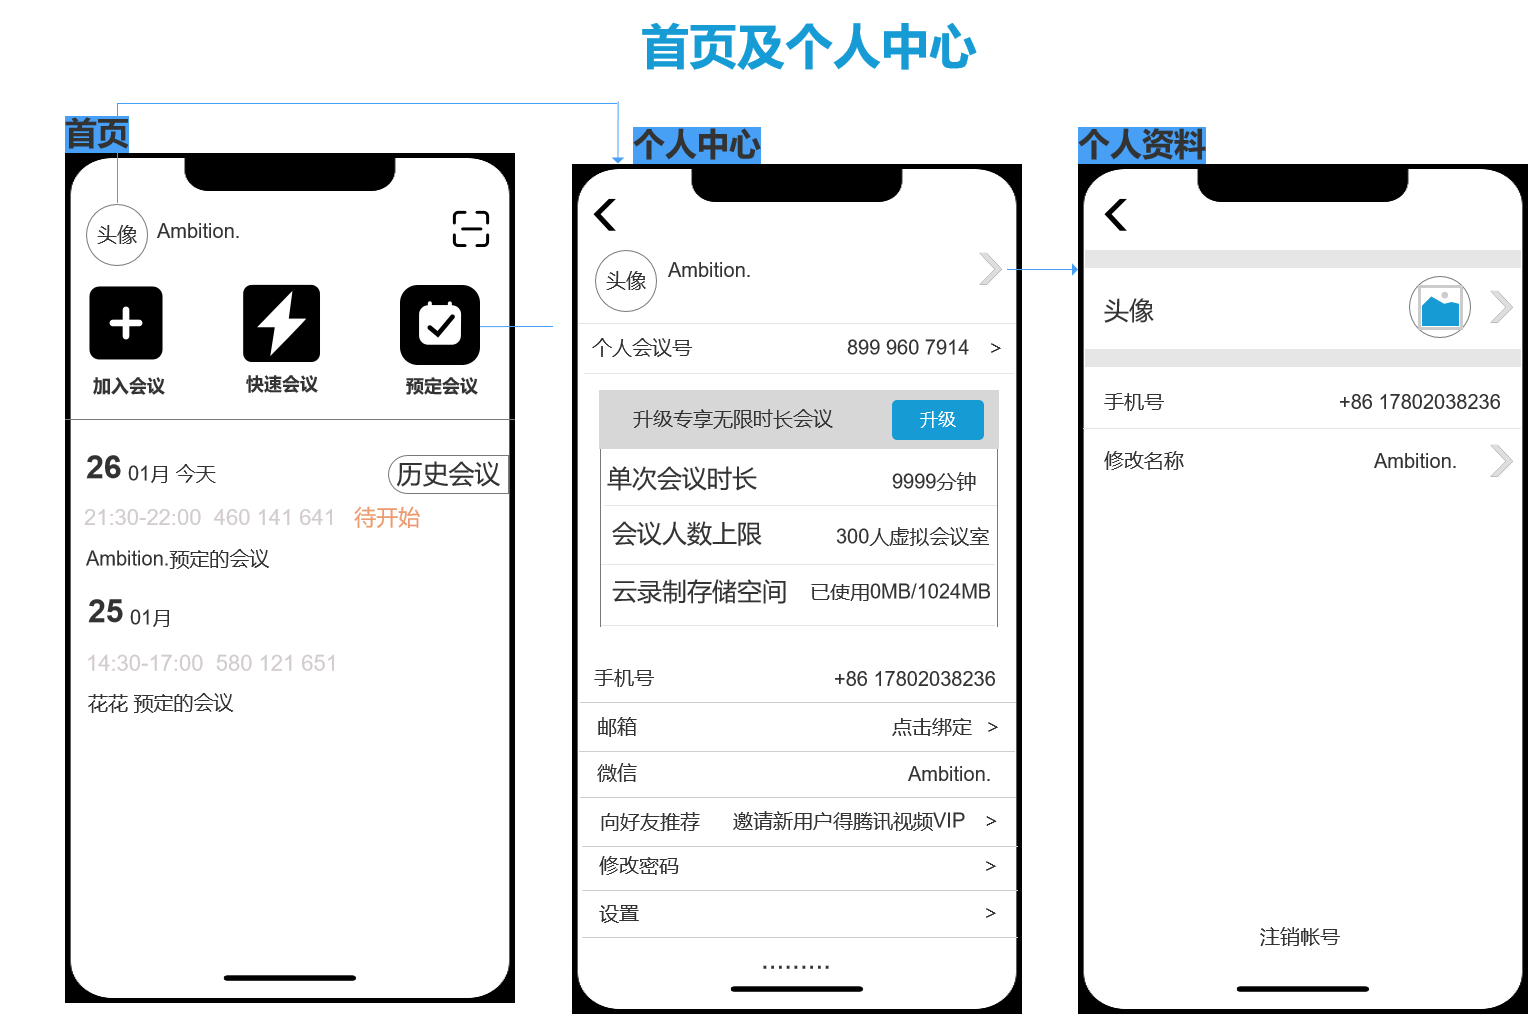 首页及个人中心
首页
头像
Ambition.
加入会议
快速会议
预定会议
26 01月 今天
历史会议
21:30-22:00 460 141 641 待开始
Ambition.预定的会议
25 01月
14:30-17:00 580 121 651
花花 预定的会议
个人中心
头像
Ambition.
个人会议号 899 960 7914 >
升级专享无限时长会议 升级
单次会议时长 9999分钟
会议人数上限 300人虚拟会议室
云录制存储空间 已使用0MB/1024MB
手机号 +86 17802038236
邮箱 点击绑定 >
微信 Ambition.
向好友推荐 邀请新用户得腾讯视频VIP >
修改密码 >
设置 >
.........
个人资料
头像
手机号 +86 17802038236
修改名称 Ambition.
注销帐号